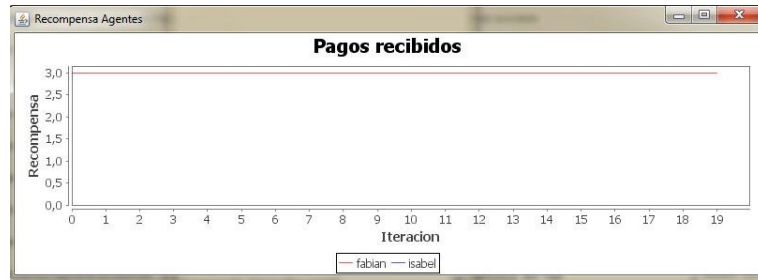 Recompensa Agentes
Pagos recibidos
Recompensa
3,0
2,5
2,0
1,5
1,0
0,5
0,0
0 1 2 3 4 5 6 7 8 9 10 11 12 13 14 15 16 17 18 19
Iteracion
fabian isabel